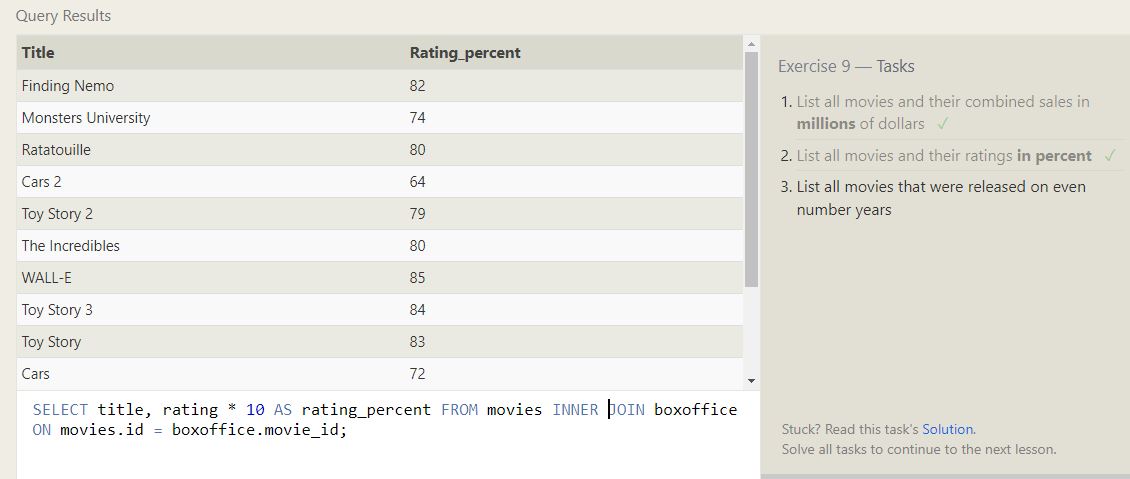 Query Results
Title Rating_percent
Finding Nemo 82
Monsters University 74
Ratatouille 80
Cars 2 64
Toy Story 2 79
The Incredibles 80
WALL-E 85
Toy Story 3 84
Toy Story 83
Cars 72
SELECT title, rating * 10 AS rating_percent FROM movies INNER JOIN boxoffice
ON movies.id = boxoffice.movie_id;
Exercise 9 — Tasks
1. List all movies and their combined sales in
millions of dollars ✓
2. List all movies and their ratings in percent ✓
3. List all movies that were released on even
number years
Stuck? Read this task's Solution.
Solve all tasks to continue to the next lesson.